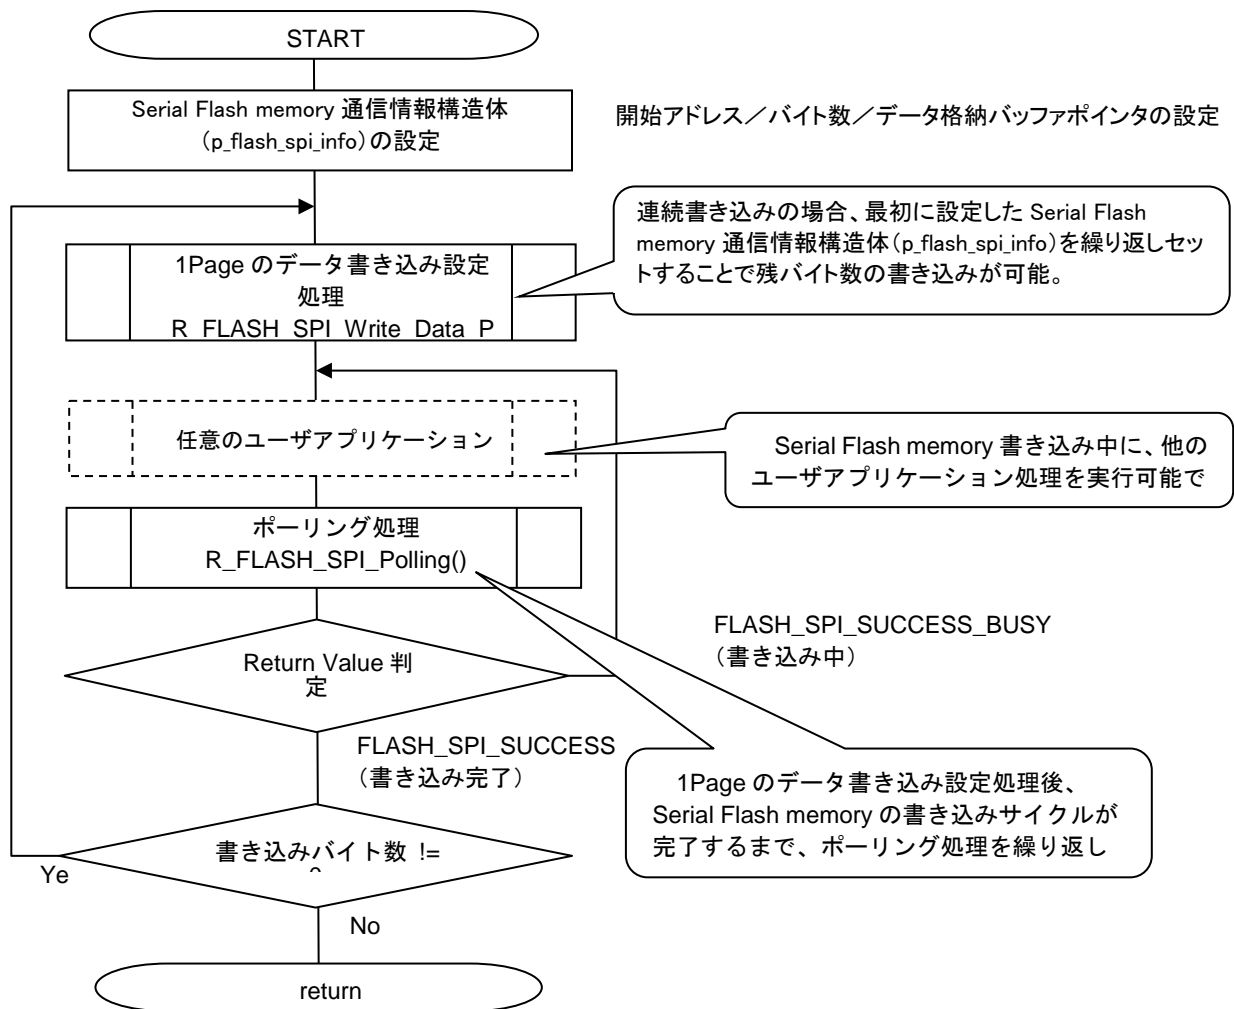 START
Serial Flash memory 通信情報構造体
（p_flash_spi_info）の設定
開始アドレス／バイト数／データ格納バッファポインタの設定
連続書き込みの場合、最初に設定した Serial Flash
memory 通信情報構造体（p_flash_spi_info）を繰り返しセッ
トすることで残バイト数の書き込みが可能。
1Page のデータ書き込み設定
処理
R_FLASH_SPI_Write_Data_P
任意のユーザアプリケーション
Serial Flash memory 書き込み中に、他の
ユーザアプリケーション処理を実行可能で
ポーリング処理
R_FLASH_SPI_Polling()
FLASH_SPI_SUCCESS_BUSY
（書き込み中）
Return Value 判
定
FLASH_SPI_SUCCESS
（書き込み完了）
1Page のデータ書き込み設定処理後、
Serial Flash memory の書き込みサイクルが
完了するまで、ポーリング処理を繰り返し
書き込みバイト数 !=
Ye
No
return